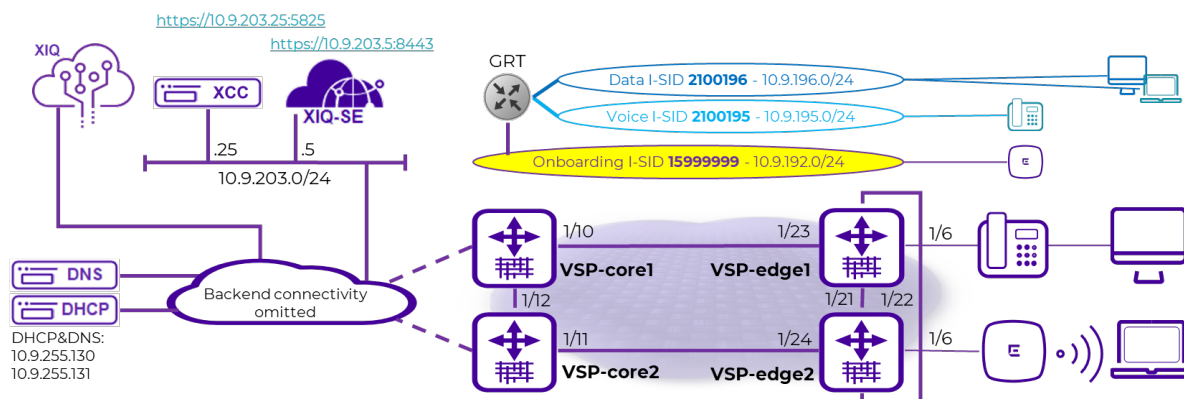 https://10.9.203.25:5825
https://10.9.203.5:8443
XIQ
XCC
XIQ-SE
.25
.5
10.9.203.0/24
GRT
Data I-SID 2100196 - 10.9.196.0/24
Voice I-SID 2100195 - 10.9.195.0/24
Onboarding I-SID 15999999 - 10.9.192.0/24
E
1/10
1/23
1/6
VSP-core1
VSP-edge1
DNS
DHCP
Backend connectivity
omitted
1/12
1/21
1/22
DHCP&DNS:
10.9.255.130
10.9.255.131
1/11
1/24
1/6
E
VSP-core2
VSP-edge2